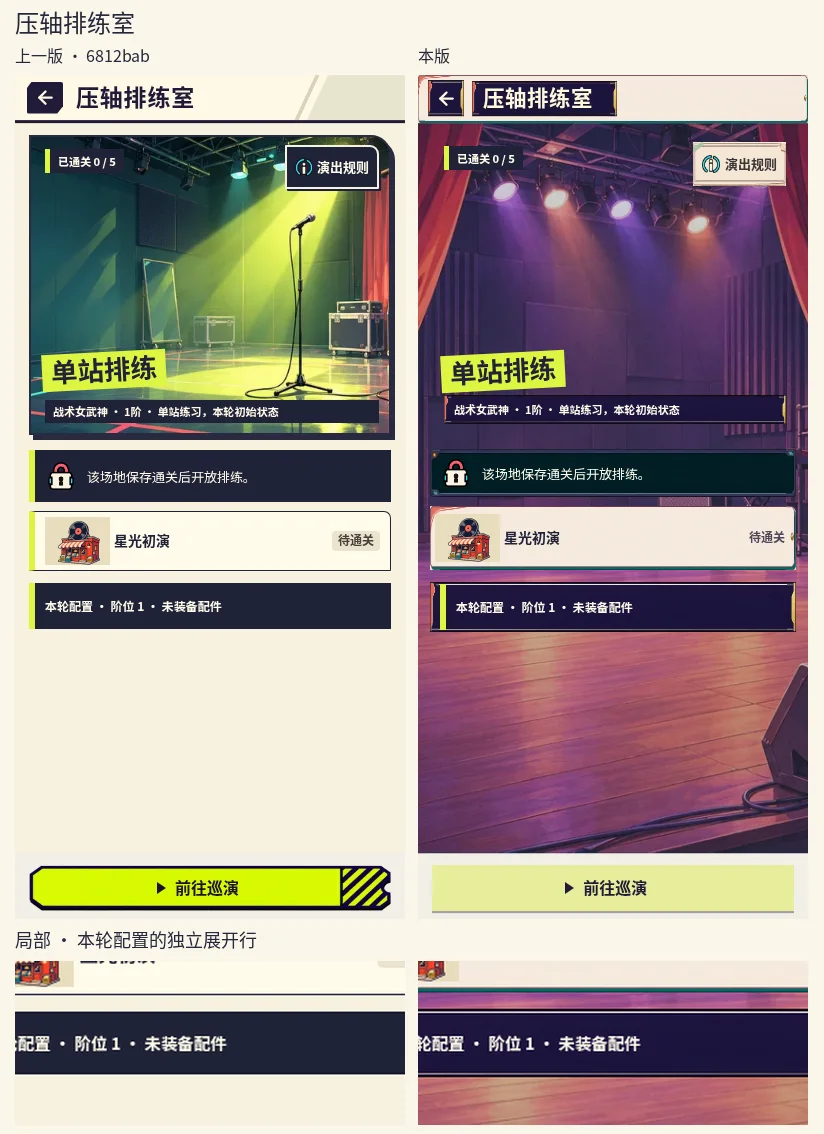 压轴排练室
上一版 · 6812bab
本版
压轴排练室
已通关 0 / 5
演出规则
单站排练
战术女武神 · 1阶 · 单站练习，本轮初始状态
该场地保存通关后开放排练。
星光初演
待通关
本轮配置 · 阶位 1 · 未装备配件
前往巡演
压轴排练室
已通关 0 / 5
演出规则
单站排练
战术女武神 · 1阶 · 单站练习，本轮初始状态
该场地保存通关后开放排练。
星光初演
待通关
本轮配置 · 阶位 1 · 未装备配件
前往巡演
局部 · 本轮配置的独立展开行
配置 · 阶位 1 · 未装备配件
轮配置 · 阶位 1 · 未装备配件